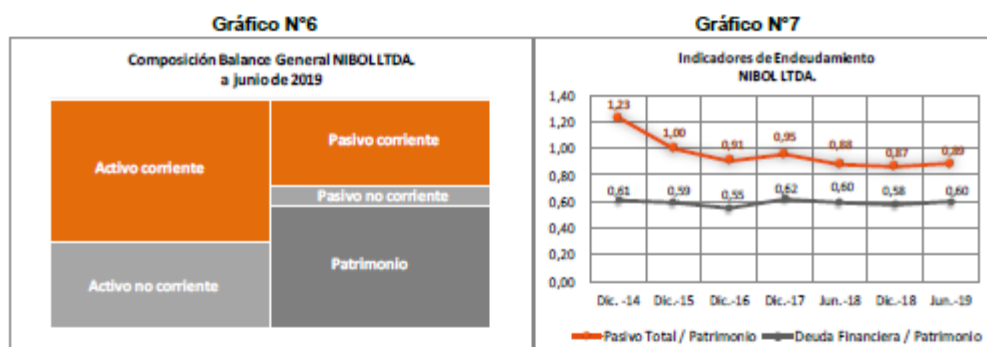 Gráfico N°6
Composición Balance General NIBOL LTDA.
a junio de 2019
Activo corriente
Activo no corriente
Pasivo corriente
Pasivo no corriente
Patrimonio
Gráfico N°7
Indicadores de Endeudamiento
NIBOL LTDA.
1,40
1,20
1,00
0,80
0,60
0,40
0,20
0,00
1,23
1,00
0,91
0,95
0,88
0,87
0,89
0,61
0,59
0,55
0,62
0,60
0,58
0,60
Dic. -14
Dic.-15
Dic.-16
Dic.-17
Jun.-18
Dic.-18
Jun.-19
Pasivo Total / Patrimonio
Deuda Financiera / Patrimonio